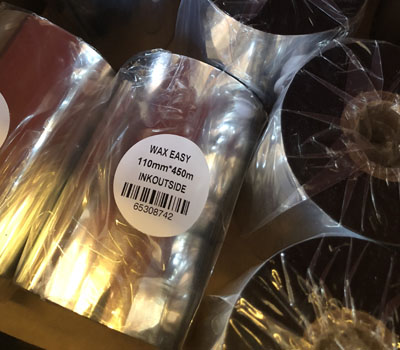 WAX EASY
110mm*450m
INKOUTSIDE
65308742